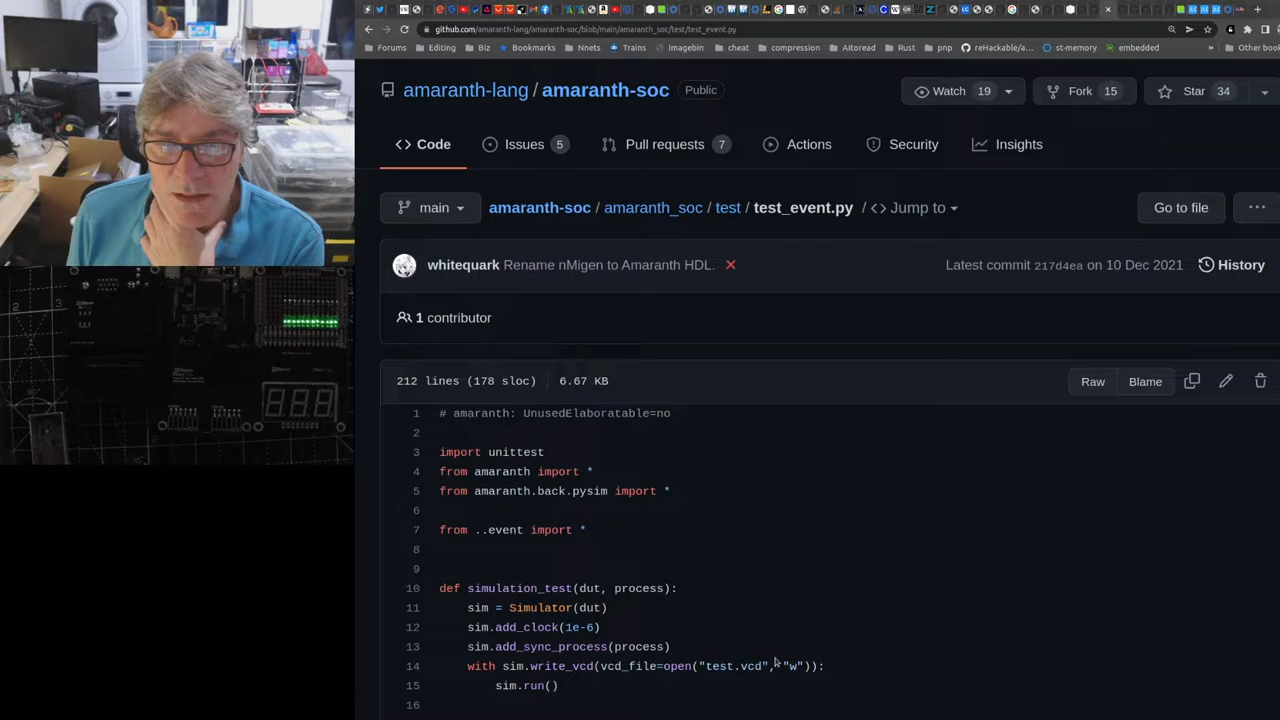 github.com/amaranth-lang/amaranth-soc/blob/main/amaranth_soc/test/test_event.py
Forums Editing Biz Bookmarks Nnets Trains Imagebin cheat compression AItoread Rust pnp rehackable/a... st-memory embedded » Other book
amaranth-lang / amaranth-soc Public
Watch 19 Fork 15 Star 34
Code Issues 5 Pull requests 7 Actions Security Insights
main amaranth-soc / amaranth_soc / test / test_event.py / <> Jump to Go to file ...
whitequark Rename nMigen to Amaranth HDL. Latest commit 217d4ea on 10 Dec 2021 History
1 contributor
212 lines (178 sloc) 6.67 KB Raw Blame
1 # amaranth: UnusedElaboratable=no
2
3 import unittest
4 from amaranth import *
5 from amaranth.back.pysim import *
6
7 from ..event import *
8
9
10 def simulation_test(dut, process):
11 sim = Simulator(dut)
12 sim.add_clock(1e-6)
13 sim.add_sync_process(process)
14 with sim.write_vcd(vcd_file=open("test.vcd", "w")):
15 sim.run()
16